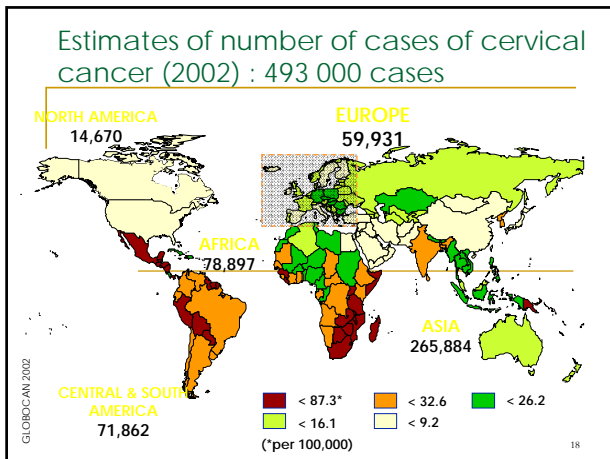 Estimates of number of cases of cervical
cancer (2002) : 493 000 cases
NORTH AMERICA
14,670
EUROPE
59,931
AFRICA
78,897
ASIA
265,884
CENTRAL & SOUTH
AMERICA
71,862
< 87.3* < 32.6 < 26.2
< 16.1 < 9.2
(*per 100,000)
GLOBOCAN 2002
18